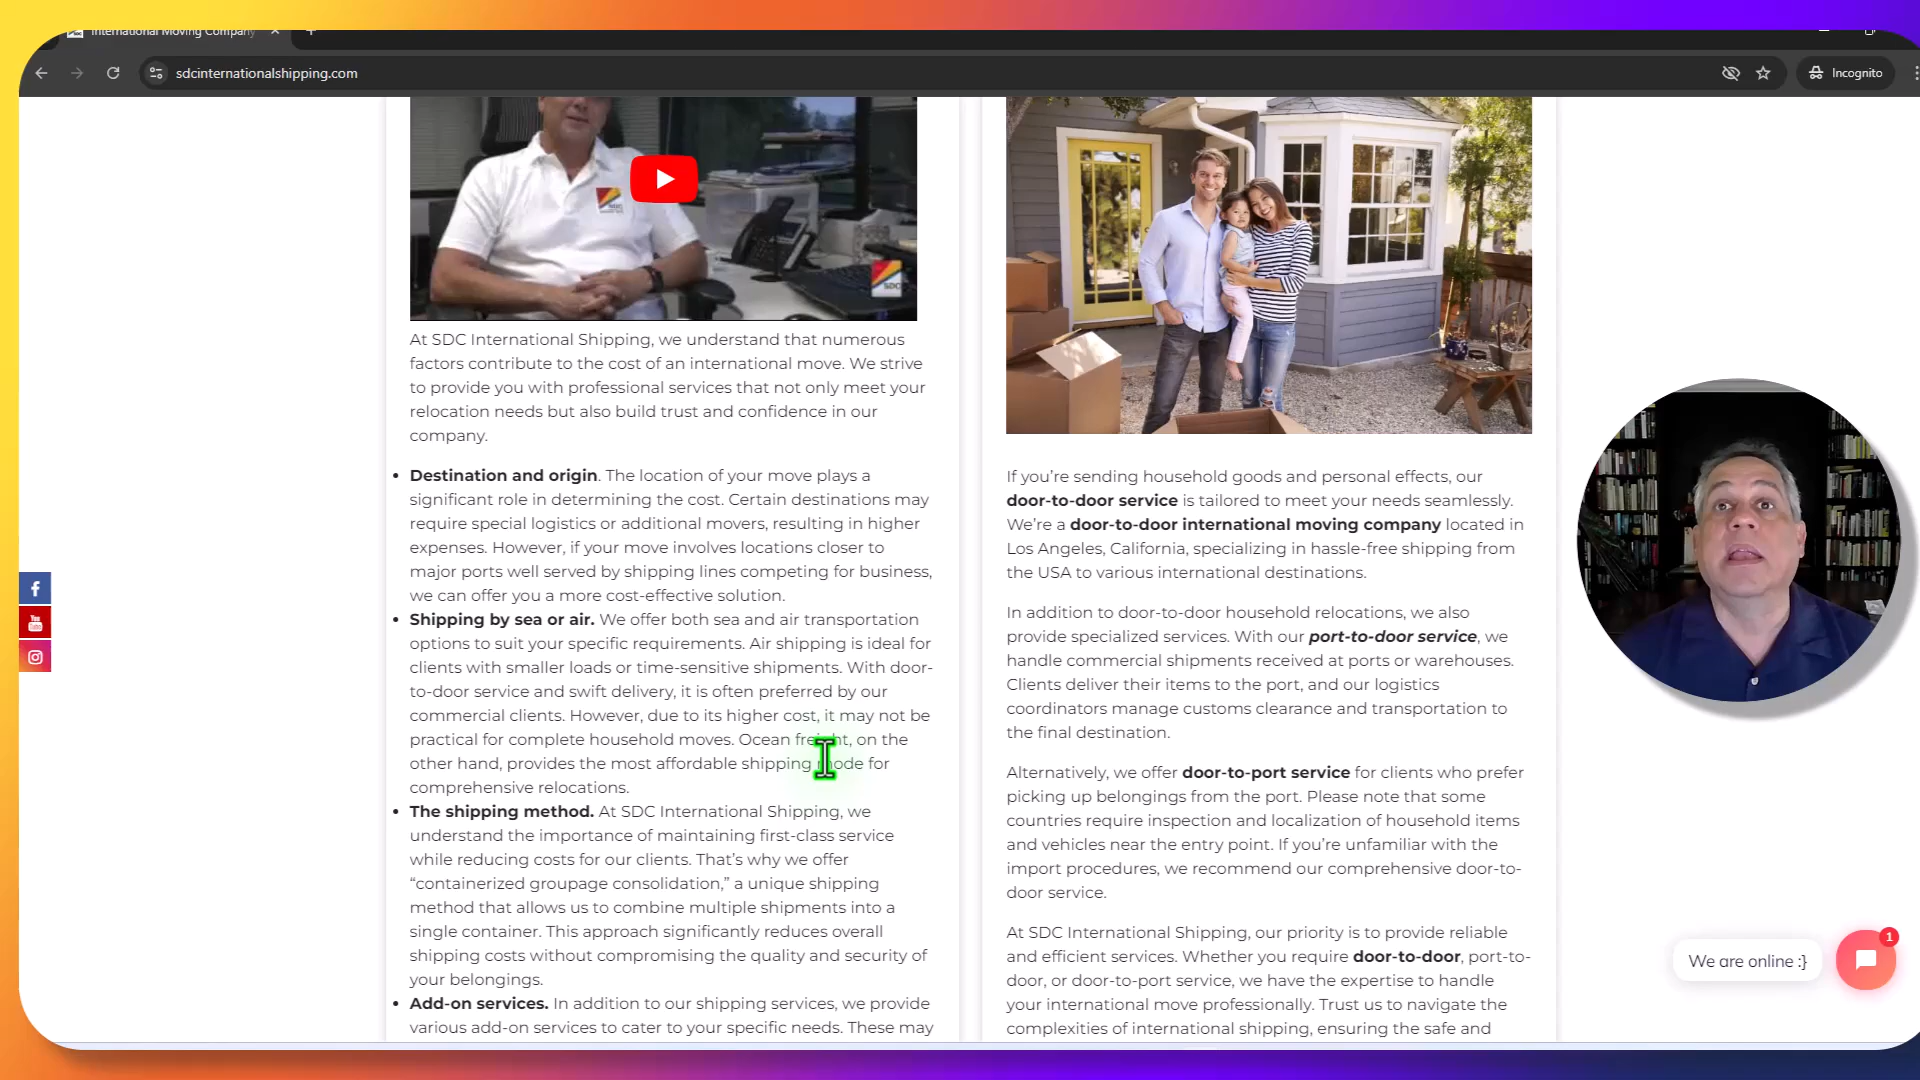 International Moving Company
sdcinternationalshipping.com
Incognito
SDC
At SDC International Shipping, we understand that numerous
factors contribute to the cost of an international move. We strive
to provide you with professional services that not only meet your
relocation needs but also build trust and confidence in our
company.
Destination and origin. The location of your move plays a
significant role in determining the cost. Certain destinations may
require special logistics or additional movers, resulting in higher
expenses. However, if your move involves locations closer to
major ports well served by shipping lines competing for business,
we can offer you a more cost-effective solution.
Shipping by sea or air. We offer both sea and air transportation
options to suit your specific requirements. Air shipping is ideal for
clients with smaller loads or time-sensitive shipments. With door-
to-door service and swift delivery, it is often preferred by our
commercial clients. However, due to its higher cost, it may not be
practical for complete household moves. Ocean freight, on the
other hand, provides the most affordable shipping mode for
comprehensive relocations.
The shipping method. At SDC International Shipping, we
understand the importance of maintaining first-class service
while reducing costs for our clients. That's why we offer
“containerized groupage consolidation,” a unique shipping
method that allows us to combine multiple shipments into a
single container. This approach significantly reduces overall
shipping costs without compromising the quality and security of
your belongings.
Add-on services. In addition to our shipping services, we provide
various add-on services to cater to your specific needs. These may
If you’re sending household goods and personal effects, our
door-to-door service is tailored to meet your needs seamlessly.
We’re a door-to-door international moving company located in
Los Angeles, California, specializing in hassle-free shipping from
the USA to various international destinations.
In addition to door-to-door household relocations, we also
provide specialized services. With our port-to-door service, we
handle commercial shipments received at ports or warehouses.
Clients deliver their items to the port, and our logistics
coordinators manage customs clearance and transportation to
the final destination.
Alternatively, we offer door-to-port service for clients who prefer
picking up belongings from the port. Please note that some
countries require inspection and localization of household items
and vehicles near the entry point. If you’re unfamiliar with the
import procedures, we recommend our comprehensive door-to-
door service.
At SDC International Shipping, our priority is to provide reliable
and efficient services. Whether you require door-to-door, port-to-
door, or door-to-port service, we have the expertise to handle
your international move professionally. Trust us to navigate the
complexities of international shipping, ensuring the safe and
We are online :}
1